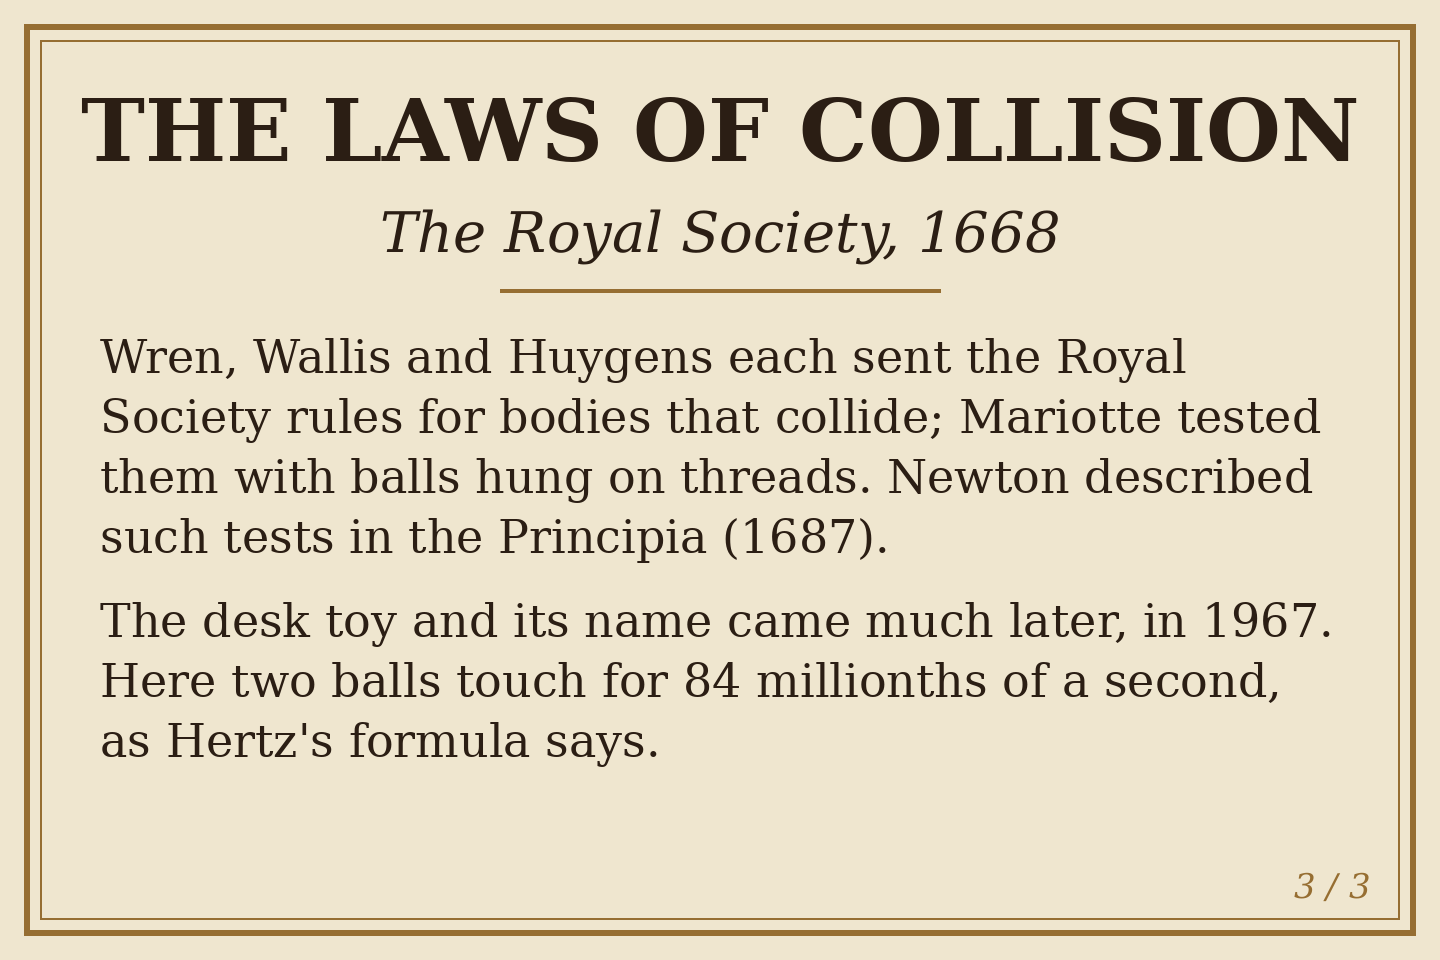 THE LAWS OF COLLISION
The Royal Society, 1668
Wren, Wallis and Huygens each sent the Royal
Society rules for bodies that collide; Mariotte tested
them with balls hung on threads. Newton described
such tests in the Principia (1687).
The desk toy and its name came much later, in 1967.
Here two balls touch for 84 millionths of a second,
as Hertz's formula says.
3 / 3